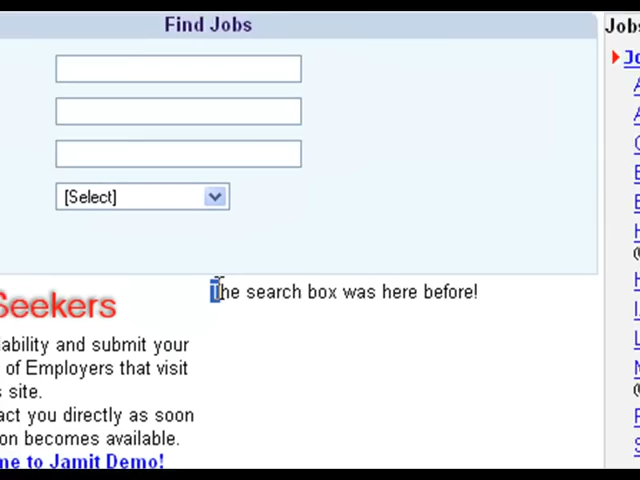 Find Jobs
Jobs
[Select]
The search box was here before!
Seekers
lability and submit your
of Employers that visit
s site.
act you directly as soon
on becomes available.
me to Jamit Demo!